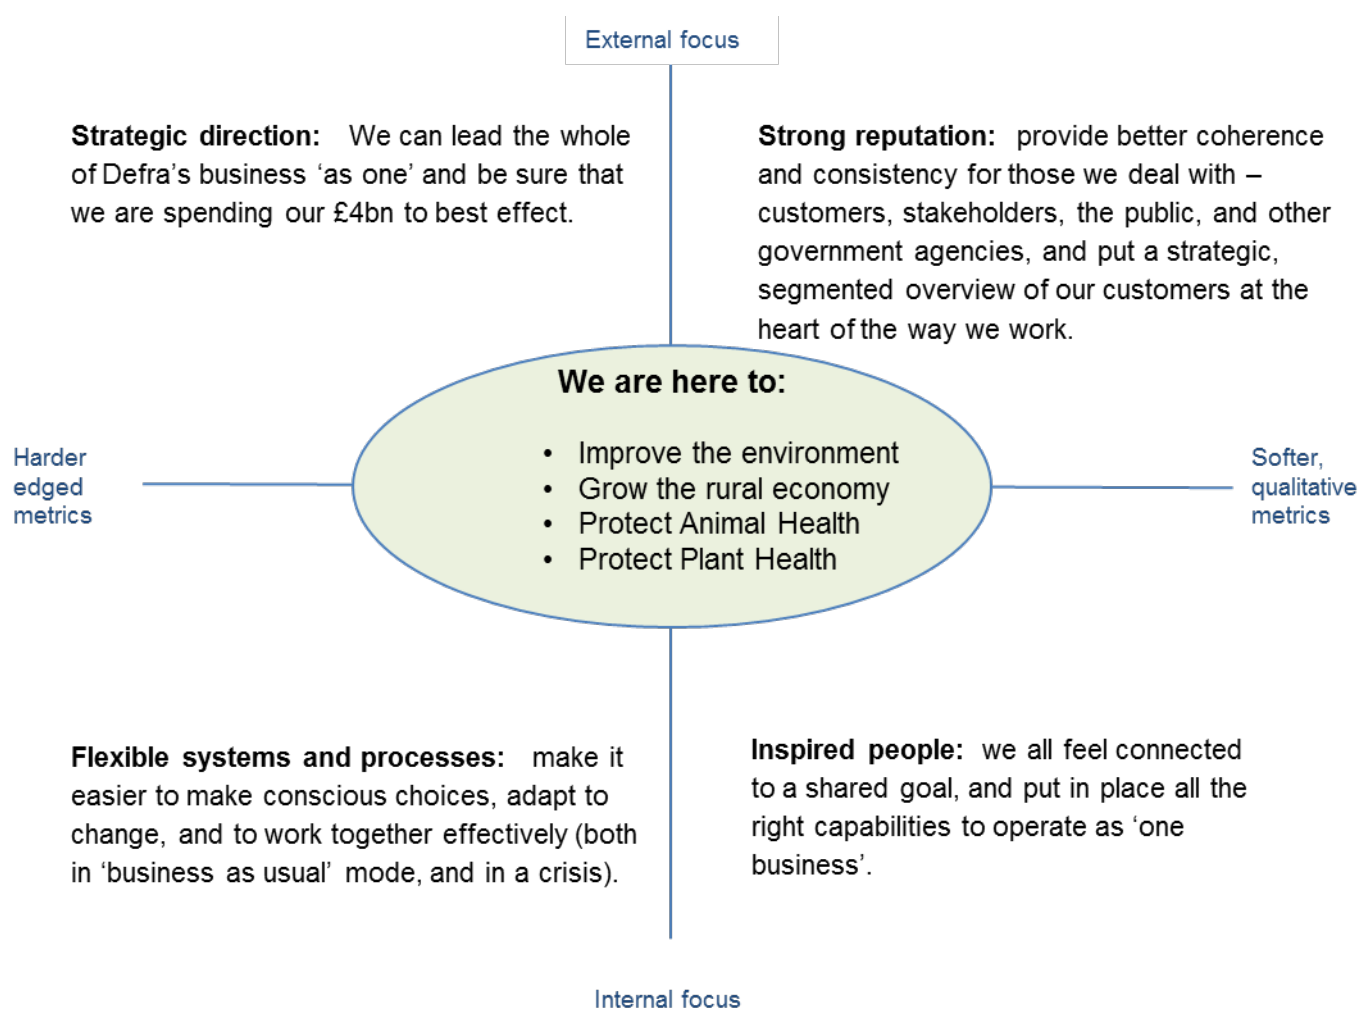 External focus
Strategic direction: We can lead the whole
of Defra's business ‘as one’ and be sure that
we are spending our £4bn to best effect.
Strong reputation: provide better coherence
and consistency for those we deal with –
customers, stakeholders, the public, and other
government agencies, and put a strategic,
segmented overview of our customers at the
heart of the way we work.
We are here to:
• Improve the environment
• Grow the rural economy
• Protect Animal Health
• Protect Plant Health
Harder
edged
metrics
Softer,
qualitative
metrics
Flexible systems and processes: make it
easier to make conscious choices, adapt to
change, and to work together effectively (both
in ‘business as usual’ mode, and in a crisis).
Inspired people: we all feel connected
to a shared goal, and put in place all the
right capabilities to operate as ‘one
business’.
Internal focus